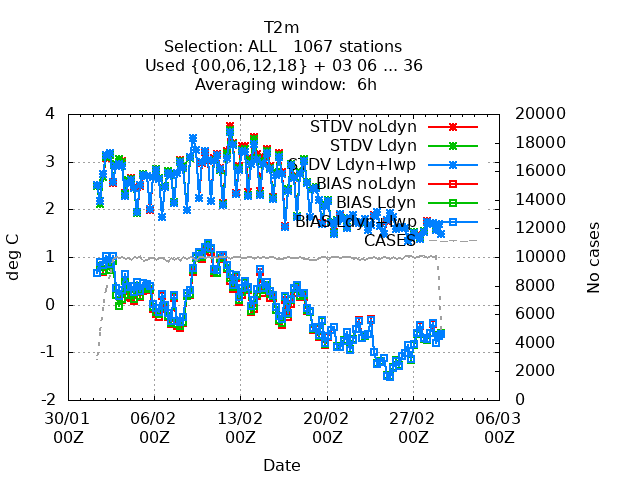 T2m
Selection: ALL   1067 stations
Used {00,06,12,18} + 03 06 ... 36
Averaging window:  6h
4
3
2
1
0
-1
-2
deg C
20000
18000
16000
14000
12000
10000
8000
6000
4000
2000
0
No cases
STDV noLdyn
STDV Ldyn
STDV Ldyn+lwp
BIAS noLdyn
BIAS Ldyn
BIAS Ldyn+lwp
CASES
30/01 06/02 13/02 20/02 27/02 06/03
00Z 00Z 00Z 00Z 00Z 00Z
Date